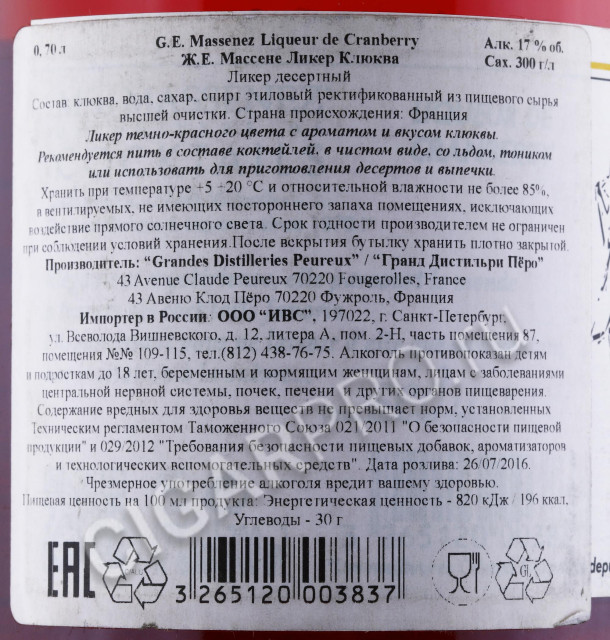 0,70 л
G.E. Massenez Liqueur de Cranberry
Алк. 17 % об.
Ж.Е. Массене Ликер Клюква
Сах. 300 г/л
Ликер десертный
Состав: клюква, вода, сахар, спирт этиловый ректификованный из пищевого сырья
высшей очистки. Страна происхождения: Франция
Ликер темно-красного цвета с ароматом и вкусом клюквы.
Рекомендуется пить в составе коктейлей, в чистом виде, со льдом, тоником
или использовать для приготовления десертов и выпечки.
Хранить при температуре +5 +20 °C и относительной влажности не более 85%,
в вентилируемых, не имеющих постороннего запаха помещениях, исключающих
воздействие прямого солнечного света. Срок годности производителем не ограничен
при соблюдении условий хранения.После вскрытия бутылку хранить плотно закрытой.
Производитель: “Grandes Distilleries Peureux” / “Гранд Дистильри Пёро”
43 Avenue Claude Peureux 70220 Fougerolles, France
43 Авеню Клод Пёро 70220 Фужроль, Франция
Импортер в России: ООО “ИВС”, 197022, г. Санкт-Петербург,
ул. Всеволода Вишневского, д. 12, литера А, пом. 2-Н, часть помещения 87,
помещения №№ 109-115, тел.(812) 438-76-75. Алкоголь противопоказан детям
и подросткам до 18 лет, беременным и кормящим женщинам, лицам с заболеваниями
центральной нервной системы, почек, печени и других органов пищеварения.
Содержание вредных для здоровья веществ не превышает норм, установленных
Техническим регламентом Таможенного Союза 021/2011 "О безопасности пищевой
продукции" и 029/2012 "Требования безопасности пищевых добавок, ароматизаторов
и технологических вспомогательных средств". Дата розлива: 26/07/2016.
Чрезмерное употребление алкоголя вредит вашему здоровью.
Пищевая ценность на 100 мл продукта: Энергетическая ценность - 820 кДж / 196 ккал,
Углеводы - 30 г
EAC
GL
3 265120 003837
depu
CIGARPRO.ru